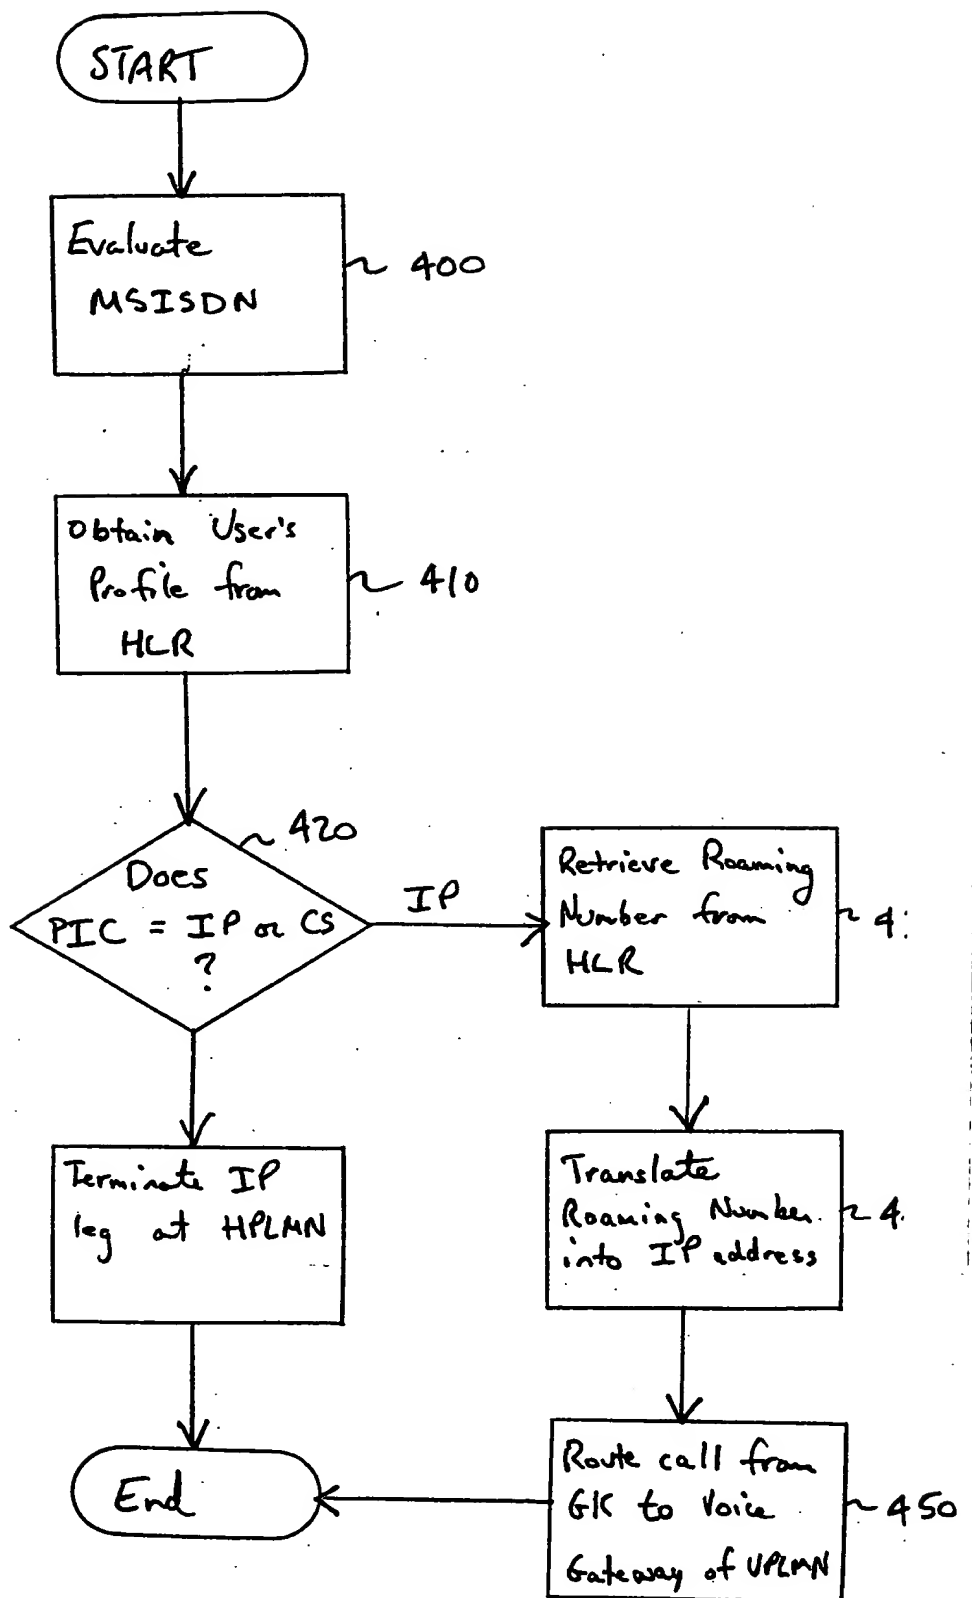 START
Evaluate
MSISDN
400
Obtain User's
Profile from
HLR
410
420
Does
PIC = IP or CS
?
IP
Retrieve Roaming
Number from
HLR
4
Terminate IP
leg at HPLMN
Translate
Roaming Number
into IP address
4
End
Route call from
GK to Voice
Gateway of VPLMN
450